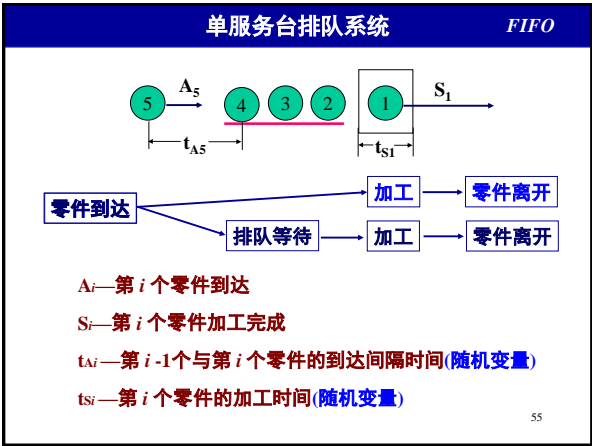 单服务台排队系统 FIFO
5 A5 4 3 2 1 S1
tA5 tS1
加工 零件离开
零件到达
排队等待 加工 零件离开
Ai—第 i 个零件到达
Si—第 i 个零件加工完成
tAi —第 i -1个与第 i 个零件的到达间隔时间(随机变量)
tSi —第 i 个零件的加工时间(随机变量)
55